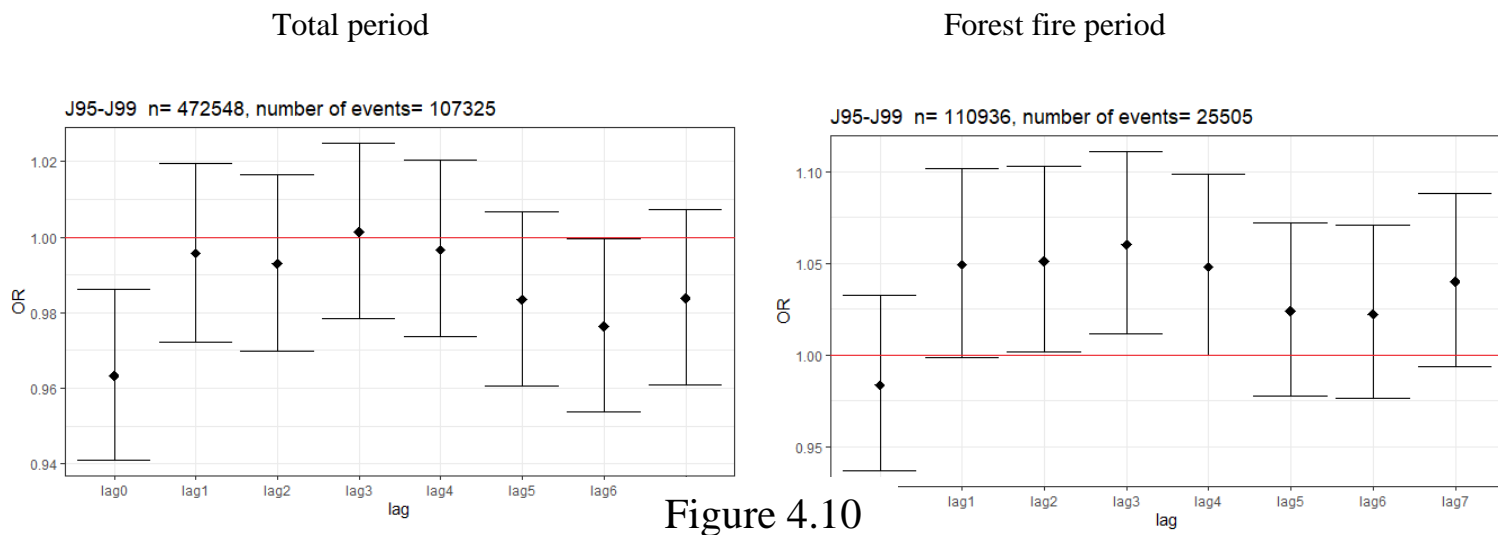 Total period
Forest fire period
J95-J99 n= 472548, number of events= 107325
1.02
1.00
0.98
0.96
0.94
OR
lag0 lag1 lag2 lag3 lag4 lag5 lag6
lag
J95-J99 n= 110936, number of events= 25505
1.10
1.05
1.00
0.95
OR
lag1 lag2 lag3 lag4 lag5 lag6 lag7
lag
Figure 4.10